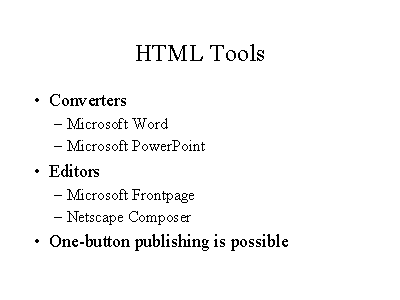 HTML Tools
• Converters
– Microsoft Word
– Microsoft PowerPoint
• Editors
– Microsoft Frontpage
– Netscape Composer
• One-button publishing is possible